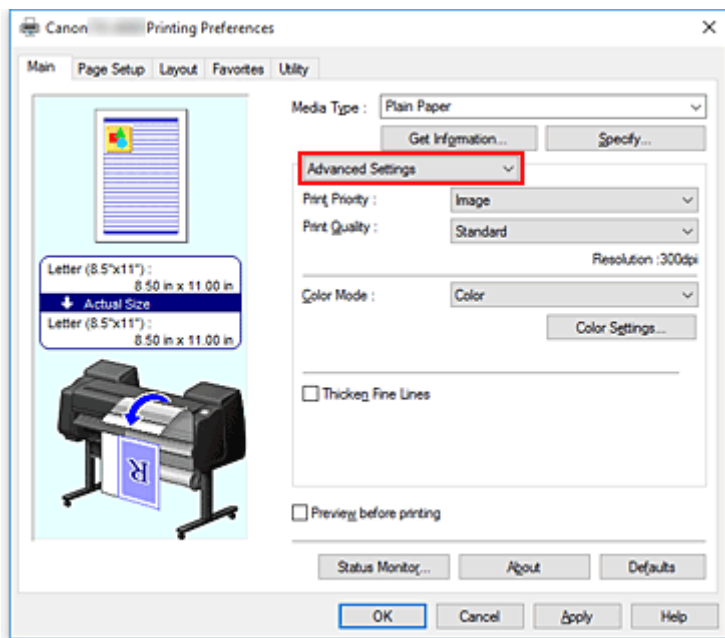 Canon Printing Preferences
Main Page Setup Layout Favorites Utility
Media Type : Plain Paper
Get Information... Specify...
Advanced Settings
Print Priority : Image
Print Quality : Standard
Resolution :300dpi
Color Mode : Color
Color Settings...
Thicken Fine Lines
Letter (8.5"x11") :
8.50 in x 11.00 in
Actual Size
Letter (8.5"x11") :
8.50 in x 11.00 in
R
Preview before printing
Status Monitor... About Defaults
OK Cancel Apply Help